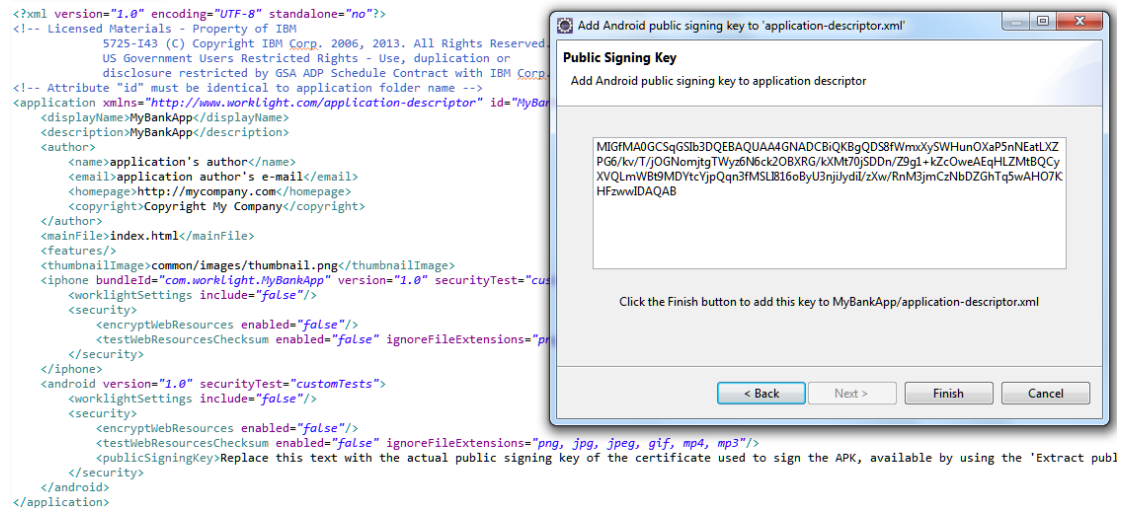 <?xml version="1.0" encoding="UTF-8" standalone="no"?>
<!-- Licensed Materials - Property of IBM
5725-I43 (C) Copyright IBM Corp. 2006, 2013. All Rights Reserved.
US Government Users Restricted Rights - Use, duplication or
disclosure restricted by GSA ADP Schedule Contract with IBM Corp.
<!-- Attribute "id" must be identical to application folder name -->
<application xmlns="http://www.worklight.com/application-descriptor" id="MyBan
<displayName>MyBankApp</displayName>
<description>MyBankApp</description>
<author>
<name>application's author</name>
<email>application author's e-mail</email>
<homepage>http://mycompany.com</homepage>
<copyright>Copyright My Company</copyright>
</author>
<mainFile>index.html</mainFile>
<features/>
<thumbnailImage>common/images/thumbnail.png</thumbnailImage>
<iphone bundleId="com.worklight.MyBankApp" version="1.0" securityTest="cus
<worklightSettings include="false"/>
<security>
<encryptWebResources enabled="false"/>
<testWebResourcesChecksum enabled="false" ignoreFileExtensions="pn
</security>
</iphone>
<android version="1.0" securityTest="customTests">
<worklightSettings include="false"/>
<security>
<encryptWebResources enabled="false"/>
<testWebResourcesChecksum enabled="false" ignoreFileExtensions="png, jpg, jpeg, gif, mp4, mp3"/>
<publicSigningKey>Replace this text with the actual public signing key of the certificate used to sign the APK, available by using the 'Extract publ
</security>
</android>
</application>
Add Android public signing key to 'application-descriptor.xml'
Public Signing Key
Add Android public signing key to application descriptor
MIGfMA0GCSqGSIb3DQEBAQUAA4GNADCBiQKBgQDS8fWmxXySWHunOXaP5nNEatLXZ
PG6/kv/T/jOGNomjtgTWyz6N6ck2OBXRG/kXMt70jSDDn/Z9g1+kZcOweAEqHLZMtBQCy
XVQLmWBt9MDYtcYjpQqn3fMSLI816oByU3njiJydiI/zXw/RnM3jmCzNbDZGhTq5wAHO7K
HFzwwIDAQAB
Click the Finish button to add this key to MyBankApp/application-descriptor.xml
< Back
Next >
Finish
Cancel